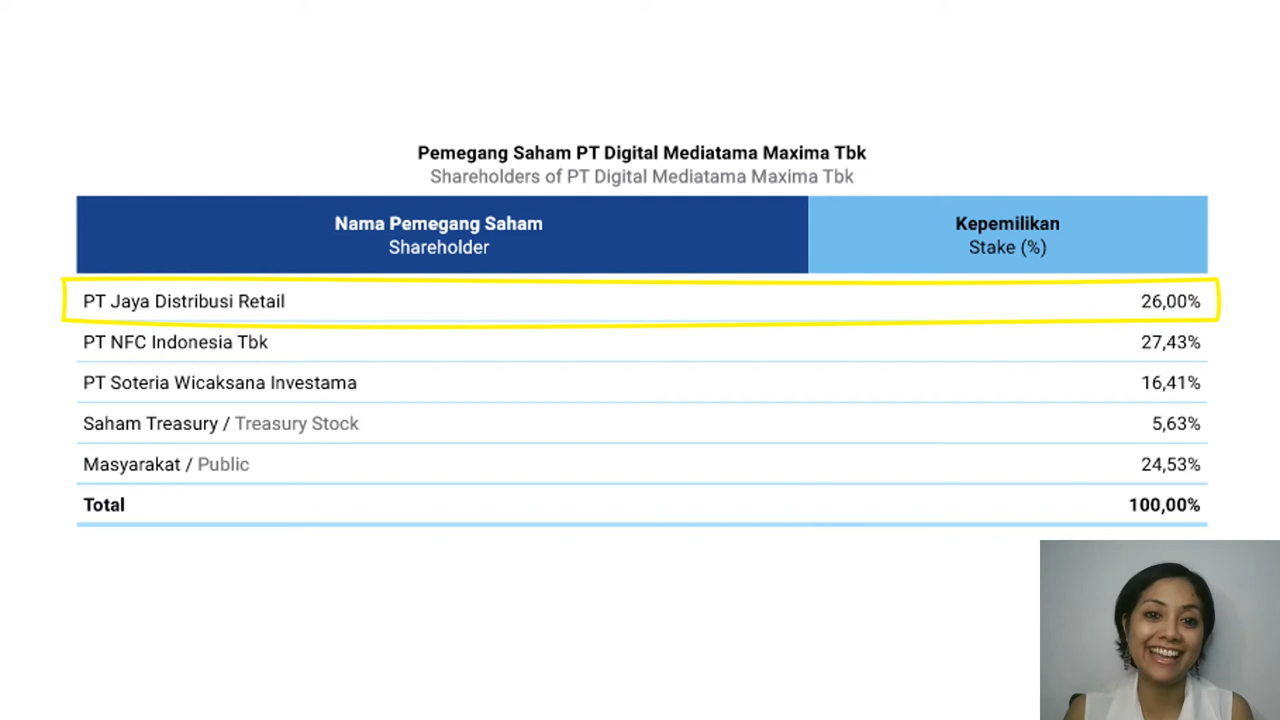 Pemegang Saham PT Digital Mediatama Maxima Tbk
Shareholders of PT Digital Mediatama Maxima Tbk
Nama Pemegang Saham Kepemilikan
Shareholder Stake (%)
PT Jaya Distribusi Retail 26,00%
PT NFC Indonesia Tbk 27,43%
PT Soteria Wicaksana Investama 16,41%
Saham Treasury / Treasury Stock 5,63%
Masyarakat / Public 24,53%
Total 100,00%